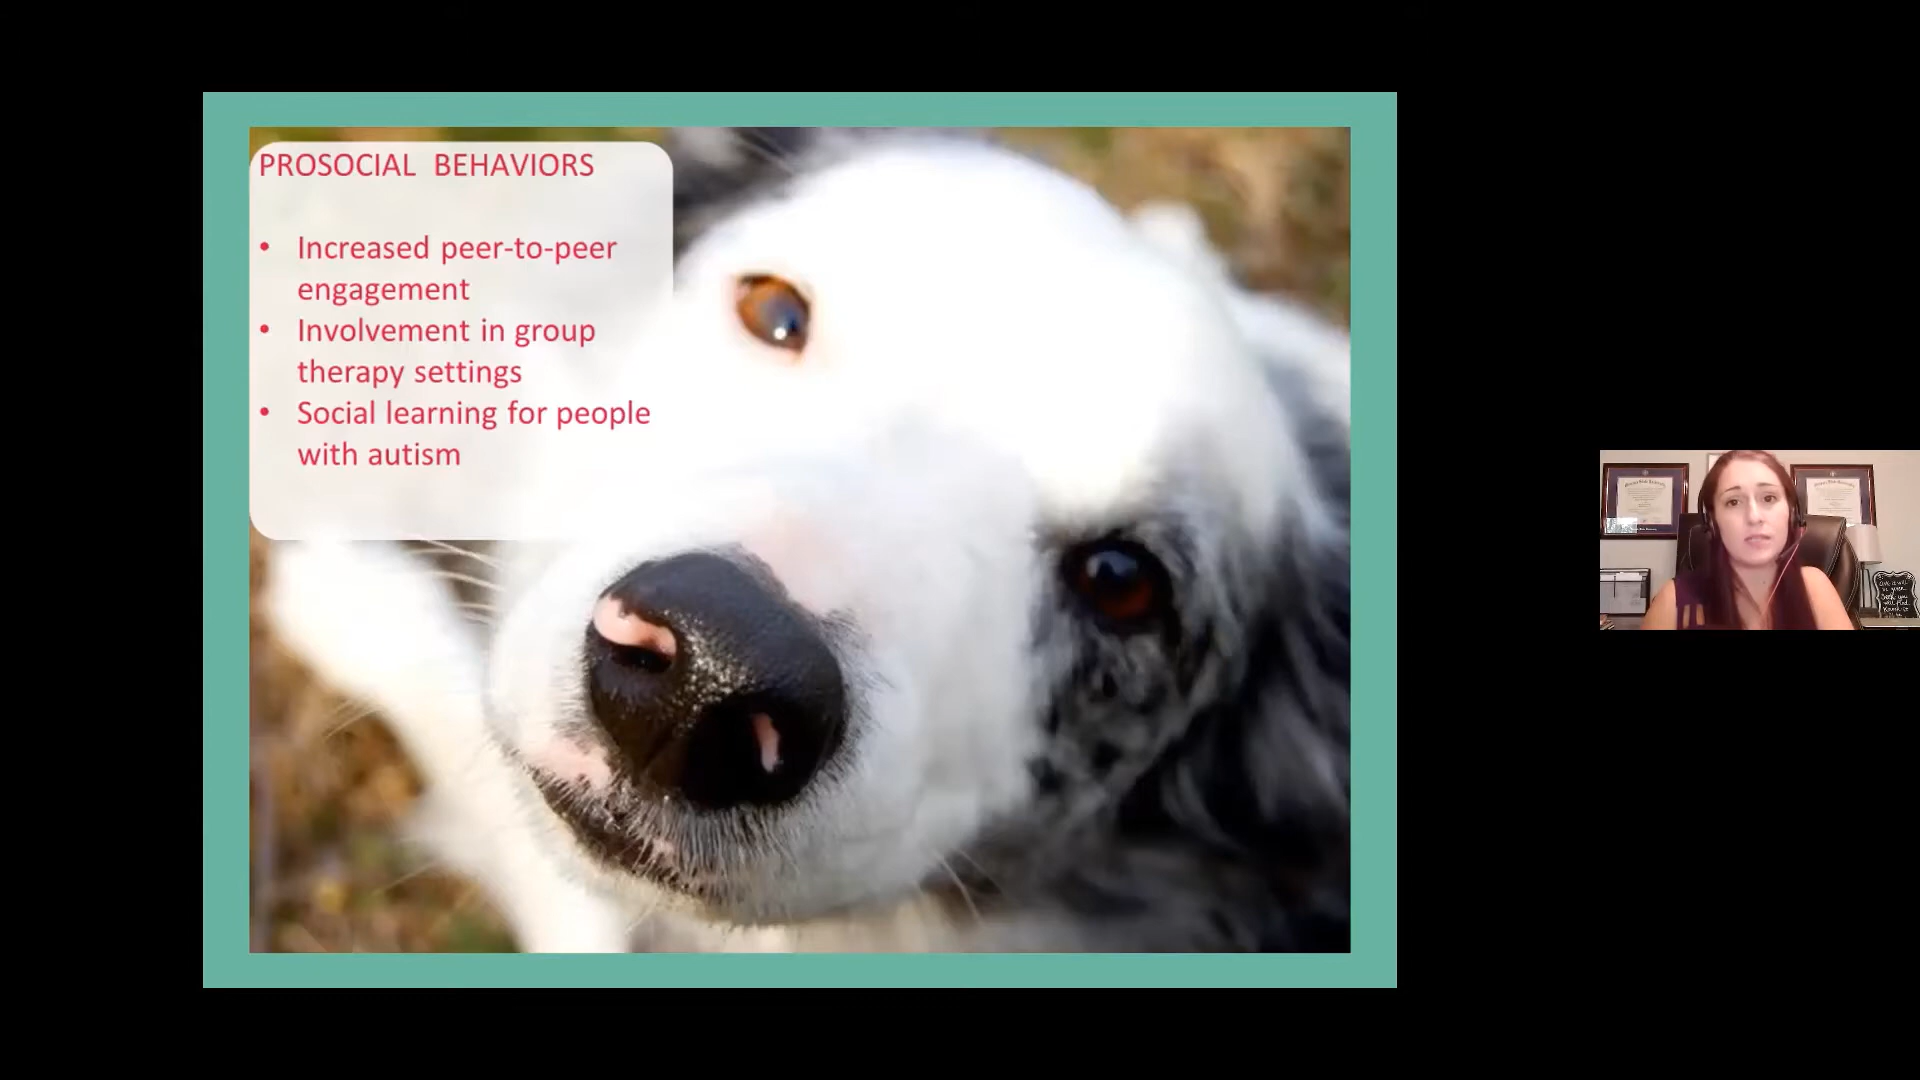 PROSOCIAL BEHAVIORS
• Increased peer-to-peer
engagement
• Involvement in group
therapy settings
• Social learning for people
with autism